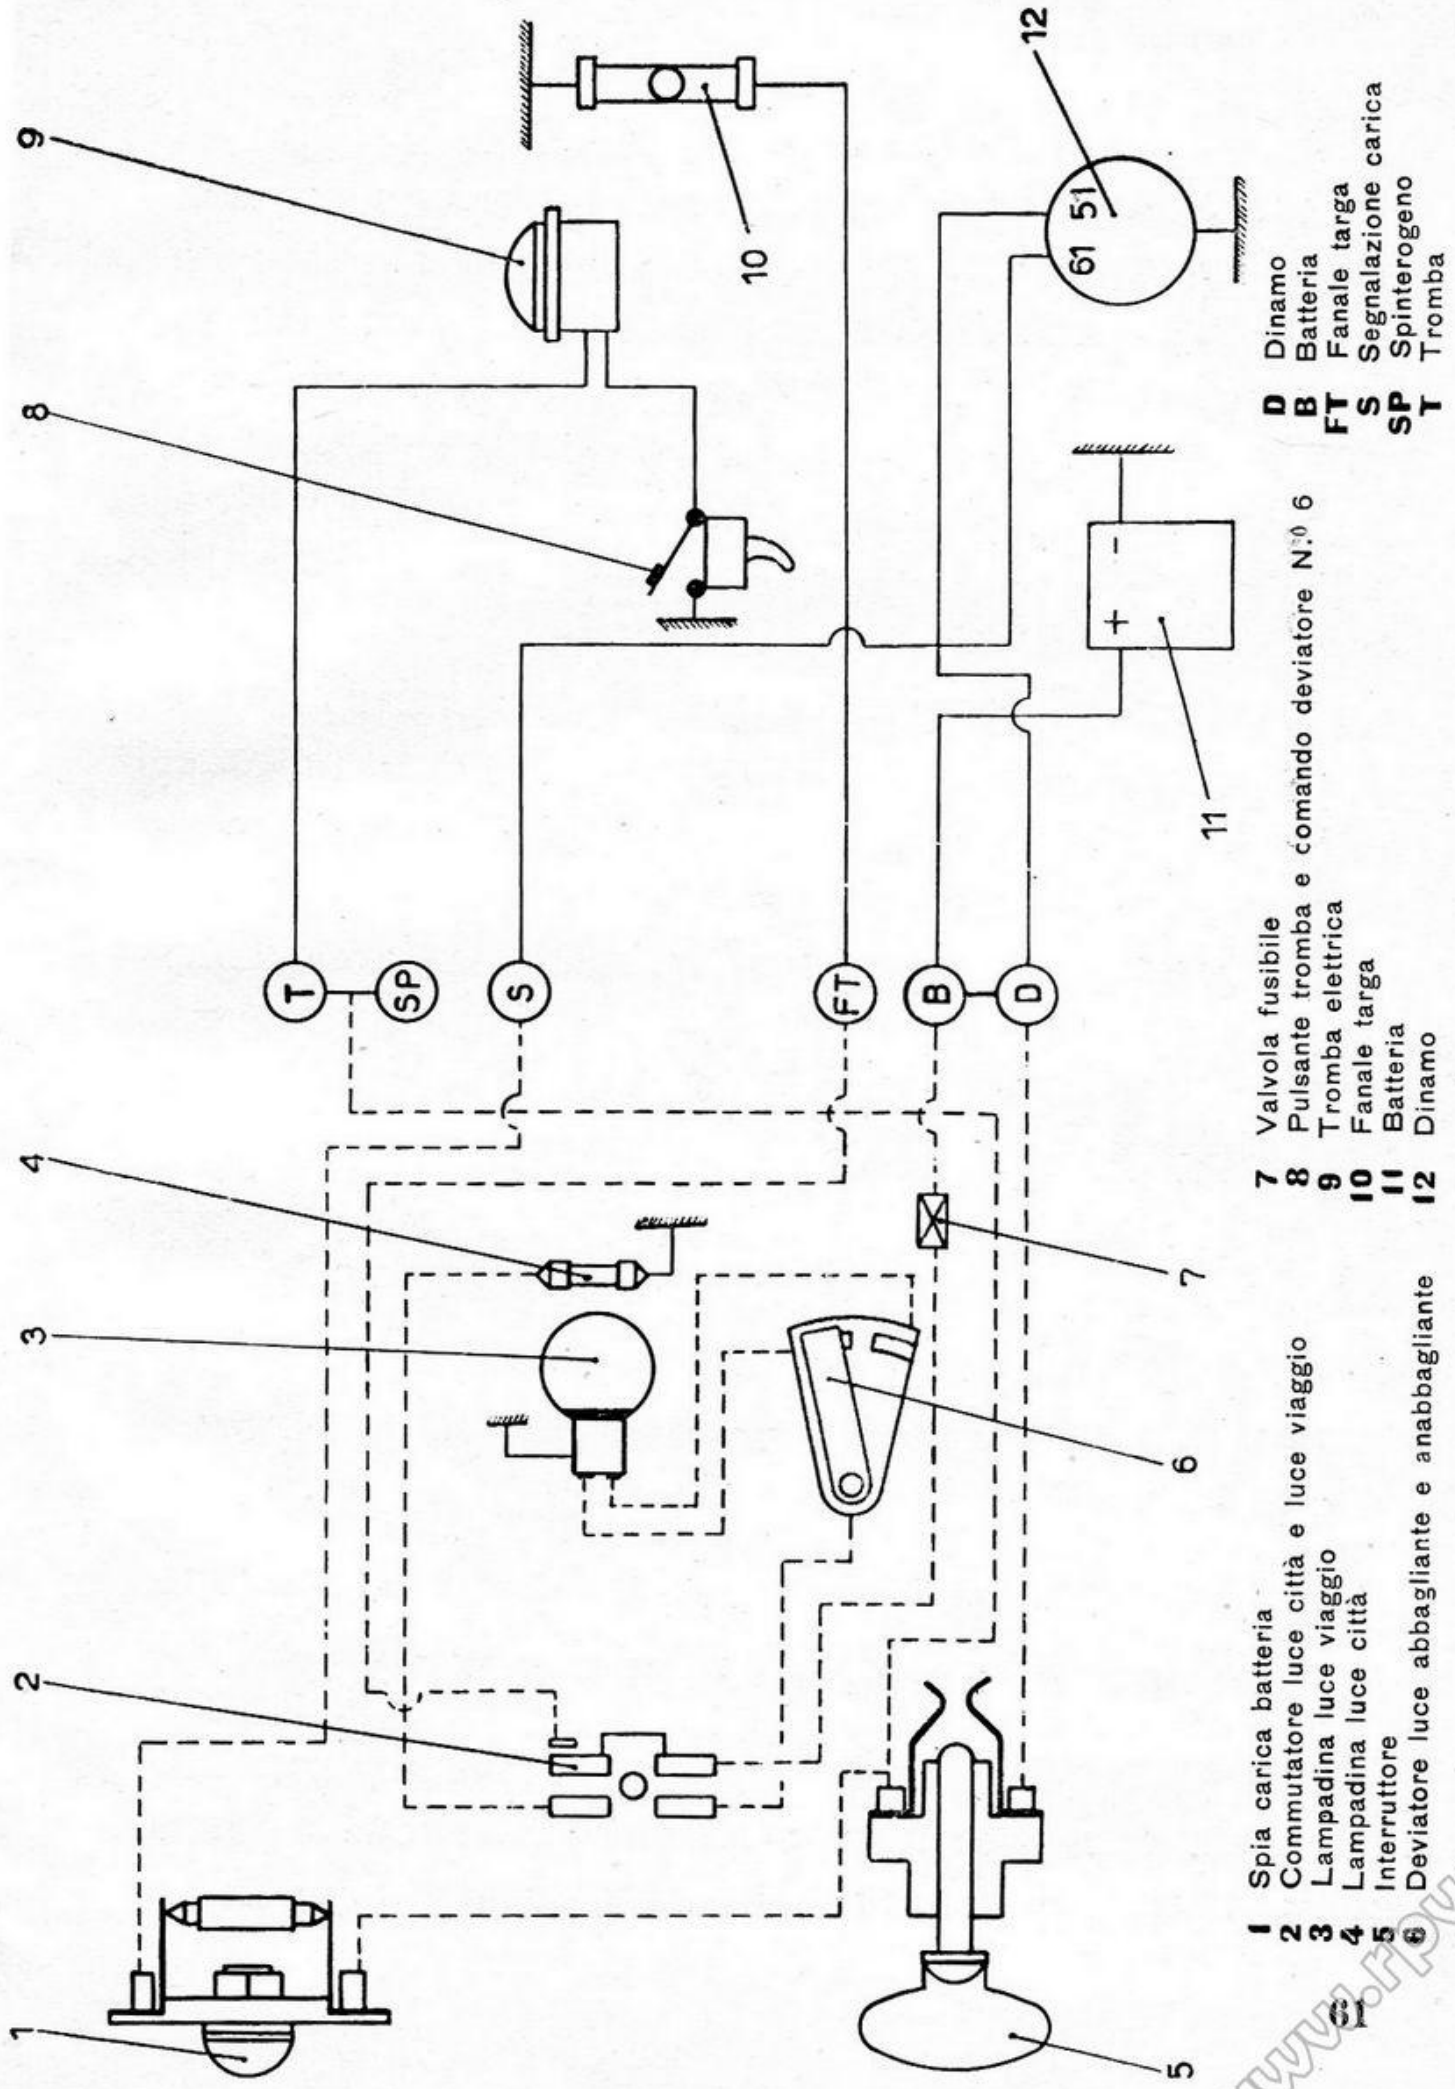 1
2
3
4
8
9
10
12
T
SP
S
FT
B
D
61 51
+ -
11
7
6
5
1 Spia carica batteria
2 Commutatore luce città e luce viaggio
3 Lampadina luce viaggio
4 Lampadina luce città
5 Interruttore
6 Deviatore luce abbagliante e anabbagliante
7 Valvola fusibile
8 Pulsante tromba e comando deviatore N.º 6
9 Tromba elettrica
10 Fanale targa
11 Batteria
12 Dinamo
D Dinamo
B Batteria
FT Fanale targa
S Segnalazione carica
SP Spinterogeno
T Tromba
61